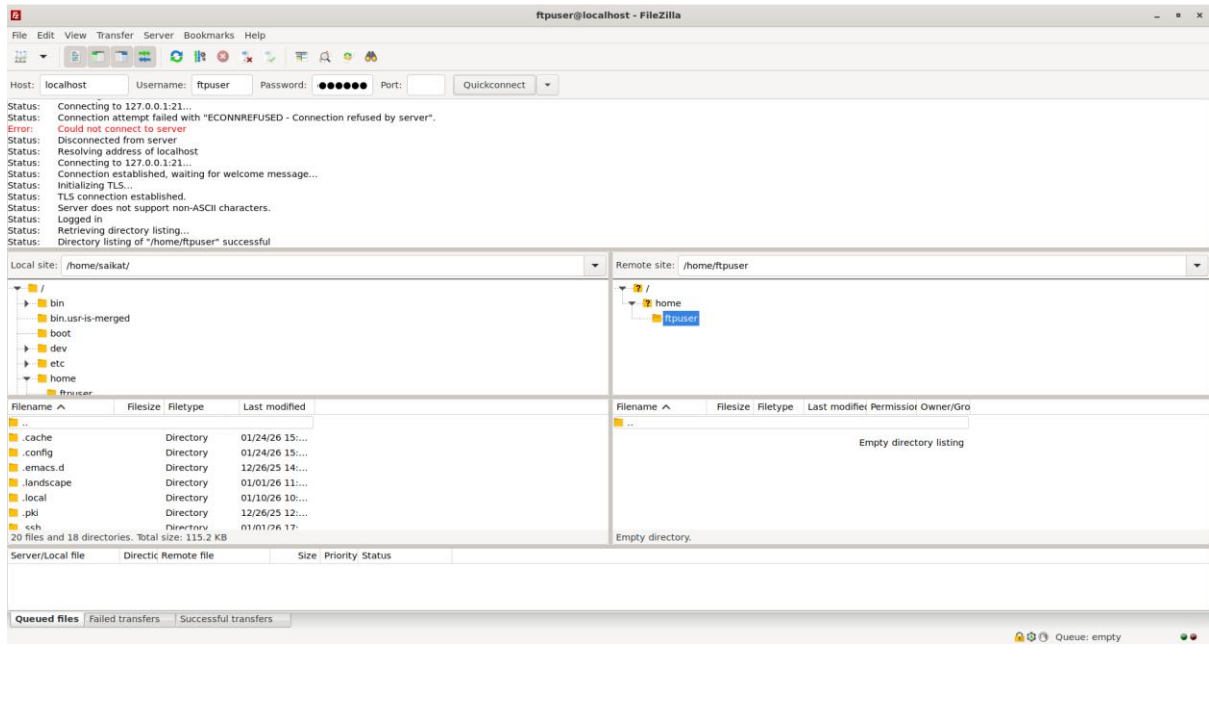 ftpuser@localhost - FileZilla
File Edit View Transfer Server Bookmarks Help
Host: localhost Username: ftpuser Password: ●●●●●● Port: Quickconnect
Status: Connecting to 127.0.0.1:21...
Status: Connection attempt failed with "ECONNREFUSED - Connection refused by server".
Error: Could not connect to server
Status: Disconnected from server
Status: Resolving address of localhost
Status: Connecting to 127.0.0.1:21...
Status: Connection established, waiting for welcome message...
Status: Initializing TLS...
Status: TLS connection established.
Status: Server does not support non-ASCII characters.
Status: Logged in
Status: Retrieving directory listing...
Status: Directory listing of "/home/ftpuser" successful
Local site: /home/saikat/
Remote site: /home/ftpuser
/
bin
bin.usr-is-merged
boot
dev
etc
home
ftpuser
/
home
ftpuser
Filename Filesize Filetype Last modified
..
.cache Directory 01/24/26 15:...
.config Directory 01/24/26 15:...
.emacs.d Directory 12/26/25 14:...
.landscape Directory 01/01/26 11:...
.local Directory 01/10/26 10:...
.pki Directory 12/26/25 12:...
.ssh Directory 01/01/26 17:
20 files and 18 directories. Total size: 115.2 KB
Filename Filesize Filetype Last modified Permission Owner/Gro
..
Empty directory listing
Empty directory.
Server/Local file Directic Remote file Size Priority Status
Queued files Failed transfers Successful transfers
Queue: empty